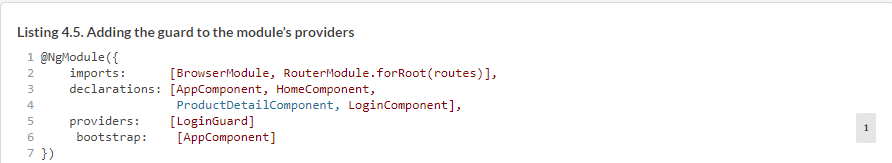 Listing 4.5. Adding the guard to the module’s providers
1 @NgModule({
2     imports:      [BrowserModule, RouterModule.forRoot(routes)],
3     declarations: [AppComponent, HomeComponent,
4                    ProductDetailComponent, LoginComponent],
5     providers:    [LoginGuard]
6      bootstrap:    [AppComponent]
7 })
1